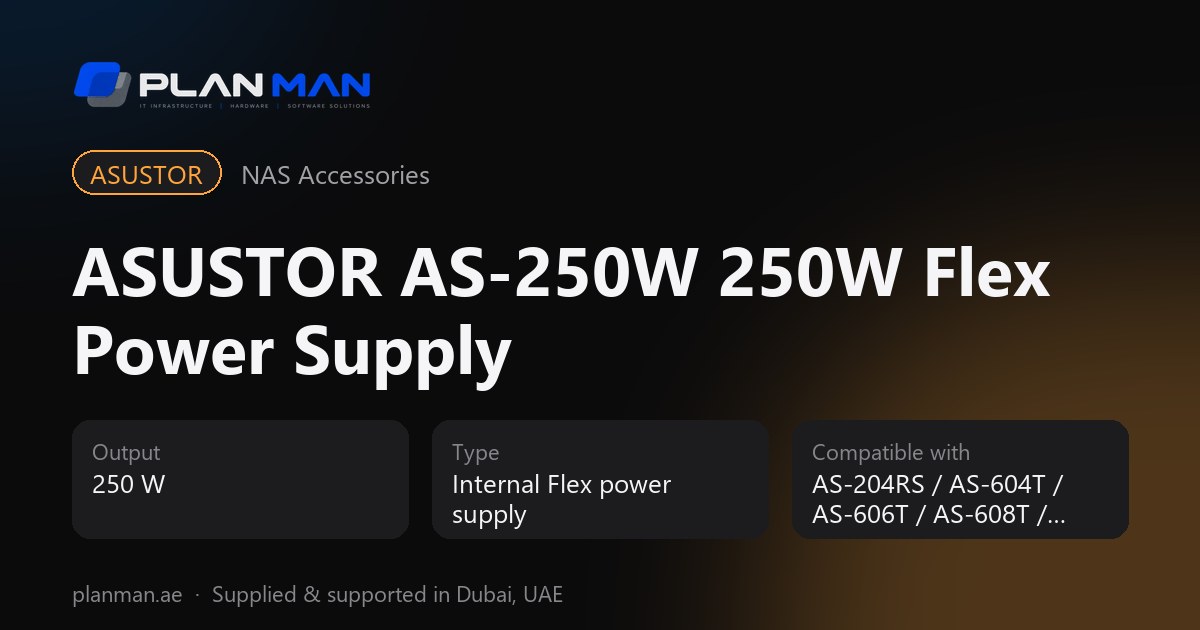 PLAN MAN
IT INFRASTRUCTURE | HARDWARE | SOFTWARE SOLUTIONS
ASUSTOR NAS Accessories
ASUSTOR AS-250W 250W Flex
Power Supply
Output
250 W
Type
Internal Flex power
supply
Compatible with
AS-204RS / AS-604T /
AS-606T / AS-608T /...
planman.ae · Supplied & supported in Dubai, UAE